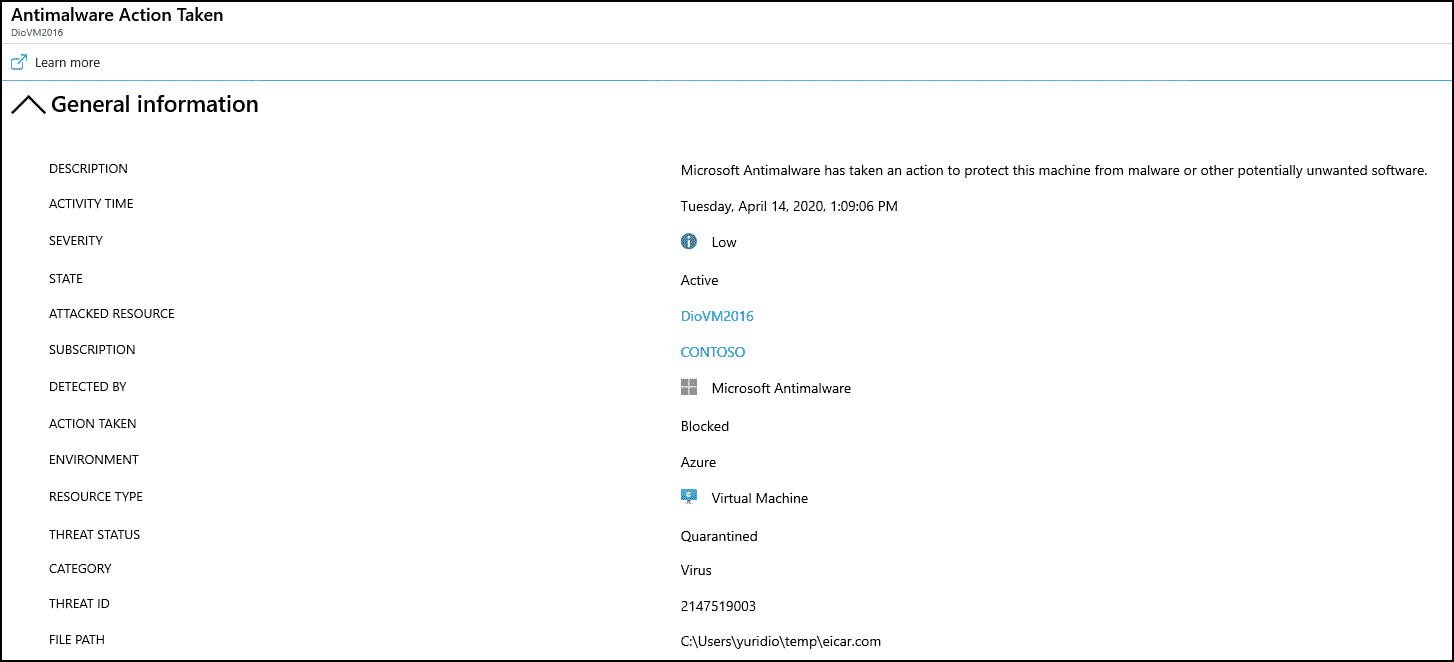 Antimalware Action Taken
DioVM2016
Learn more
General information
DESCRIPTION Microsoft Antimalware has taken an action to protect this machine from malware or other potentially unwanted software.
ACTIVITY TIME Tuesday, April 14, 2020, 1:09:06 PM
SEVERITY Low
STATE Active
ATTACKED RESOURCE DioVM2016
SUBSCRIPTION CONTOSO
DETECTED BY Microsoft Antimalware
ACTION TAKEN Blocked
ENVIRONMENT Azure
RESOURCE TYPE Virtual Machine
THREAT STATUS Quarantined
CATEGORY Virus
THREAT ID 2147519003
FILE PATH C:\Users\yuridio\temp\eicar.com